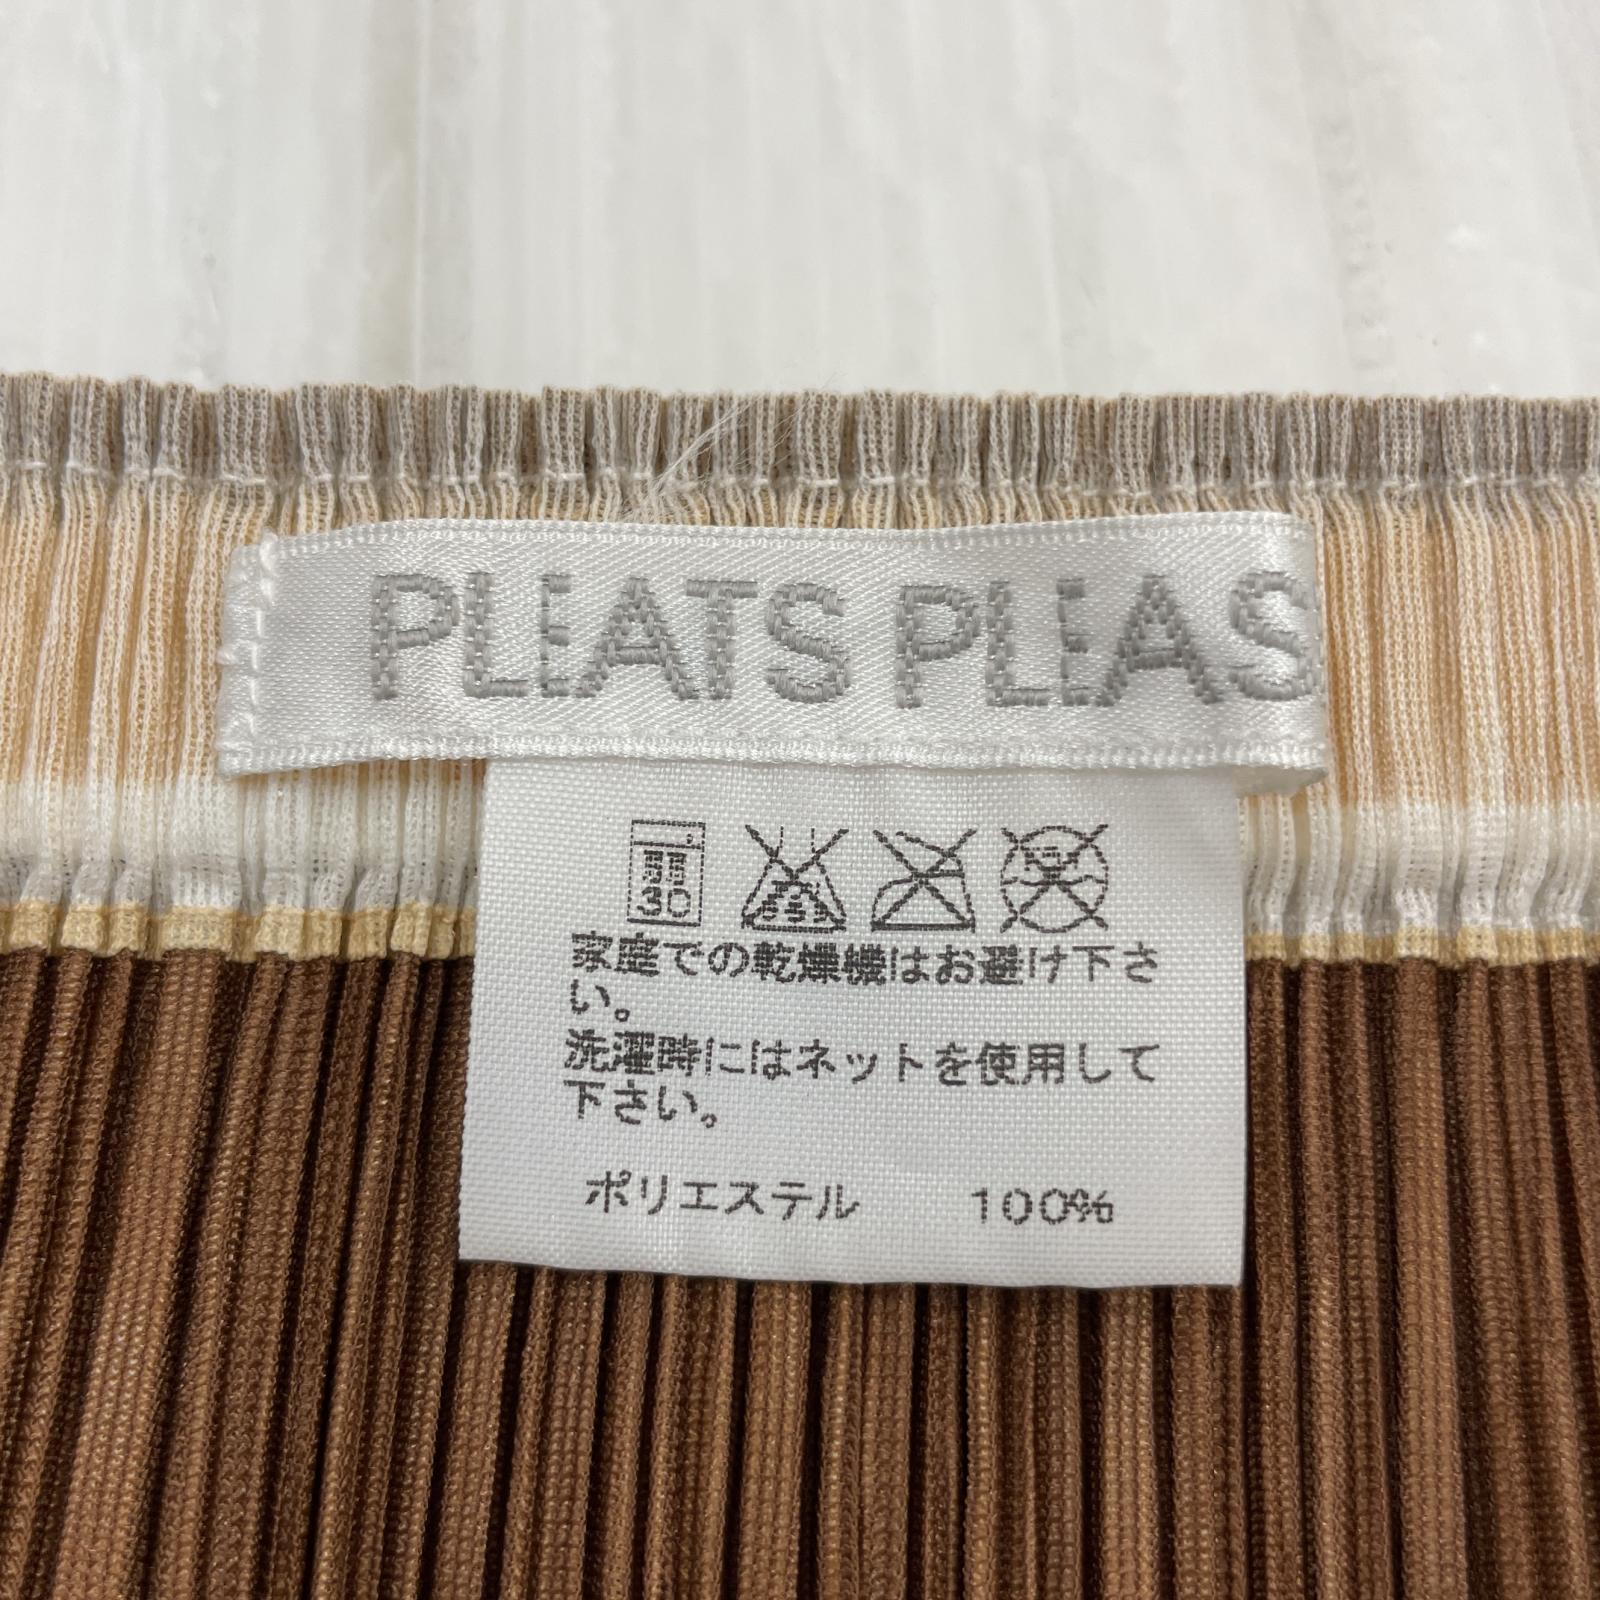 PLEATS PLEAS
30
家庭での乾燥機はお避け下さ
い。
洗濯時にはネットを使用して
下さい。
ポリエステル 100%